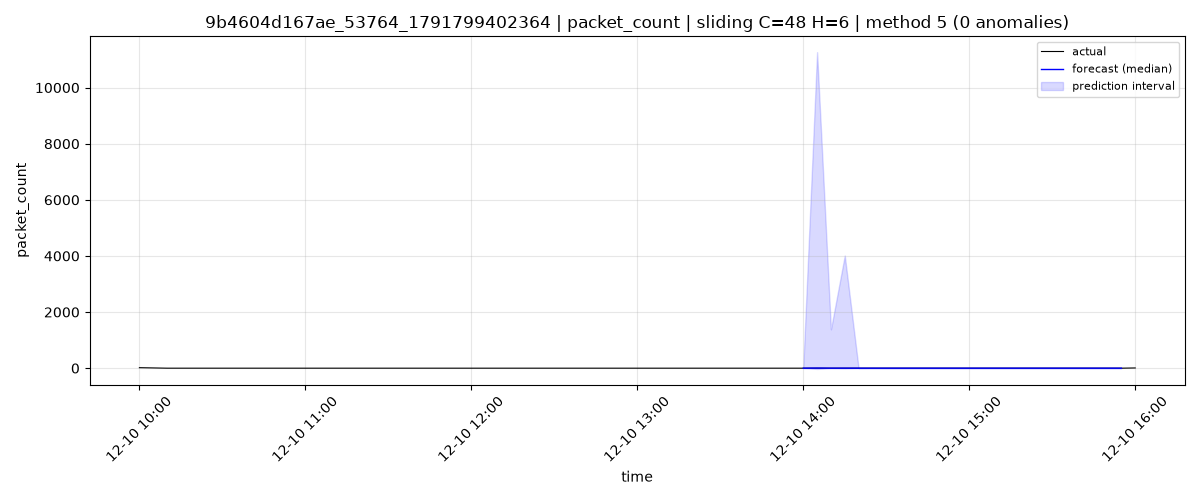 9b4604d167ae_53764_1791799402364 | packet_count | sliding C=48 H=6 | method 5 (0 anomalies)
actual
forecast (median)
prediction interval
packet_count
10000
8000
6000
4000
2000
0
12-10 10:00
12-10 11:00
12-10 12:00
12-10 13:00
12-10 14:00
12-10 15:00
12-10 16:00
time